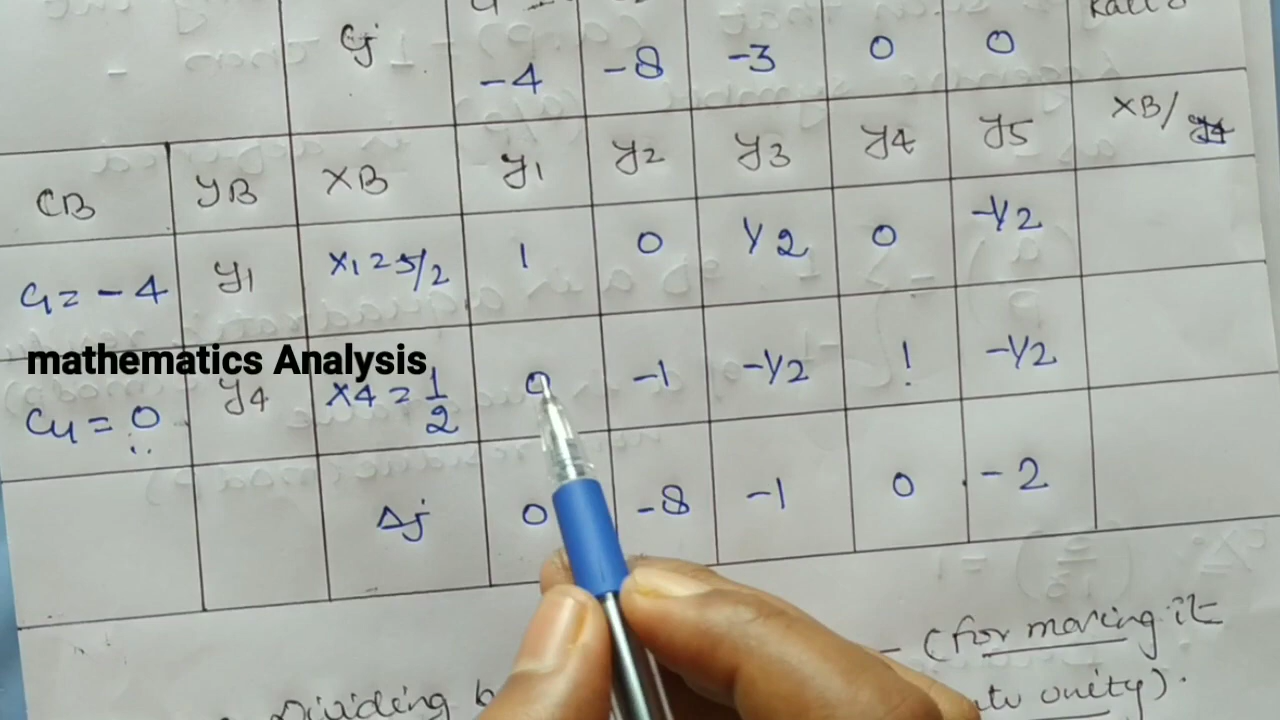 Cj -4 -8 -3 0 0
CB yB XB y1 y2 y3 y4 y5 XB/
C1 = -4 y1 x1 = 5/2 1 0 1/2 0 -1/2
mathematics Analysis
C4 = 0 y4 x4 = 1/2 0 -1 -1/2 1 -1/2
Δj 0 -8 -1 0 -2
(for making it
Dividing b
unity).